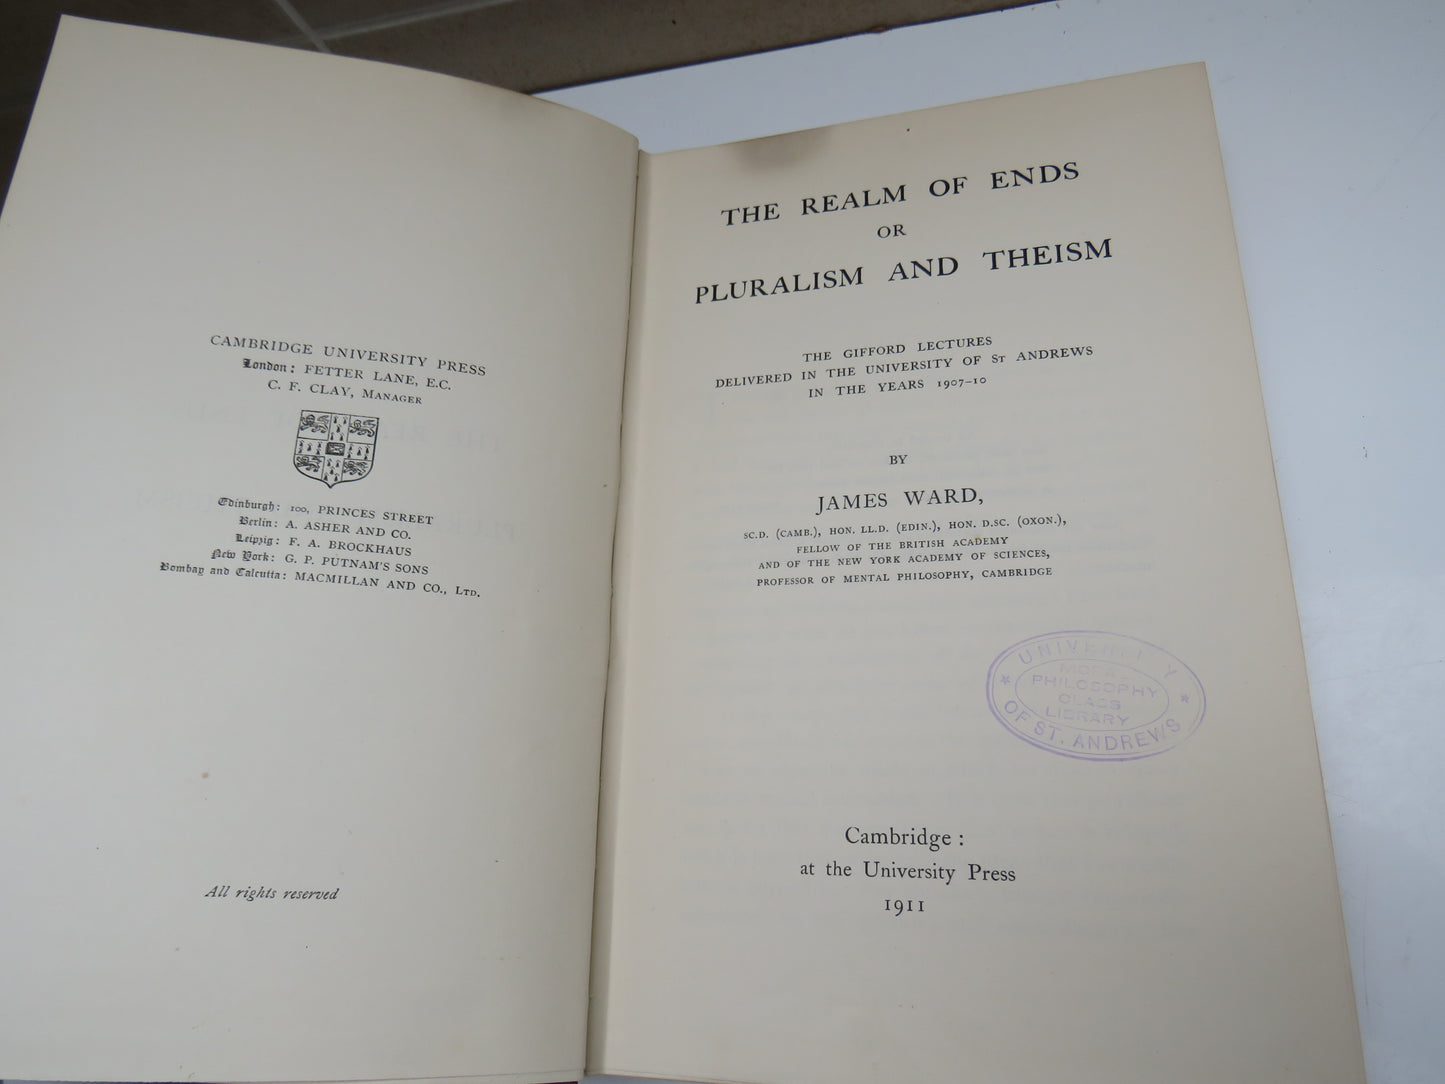 CAMBRIDGE UNIVERSITY PRESS
London: FETTER LANE, E.C.
C. F. CLAY, MANAGER
Edinburgh: 100, PRINCES STREET
Berlin: A. ASHER AND CO.
Leipzig: F. A. BROCKHAUS
New York: G. P. PUTNAM'S SONS
Bombay and Calcutta: MACMILLAN AND CO., LTD.
All rights reserved
THE REALM OF ENDS
OR
PLURALISM AND THEISM
THE GIFFORD LECTURES
DELIVERED IN THE UNIVERSITY OF ST ANDREWS
IN THE YEARS 1907–10
BY
JAMES WARD,
SC.D. (CAMB.), HON. LL.D. (EDIN.), HON. D.SC. (OXON.),
FELLOW OF THE BRITISH ACADEMY
AND OF THE NEW YORK ACADEMY OF SCIENCES,
PROFESSOR OF MENTAL PHILOSOPHY, CAMBRIDGE
UNIVERSITY
MORAL
PHILOSOPHY
CLASS
LIBRARY
OF ST. ANDREWS
Cambridge:
at the University Press
1911